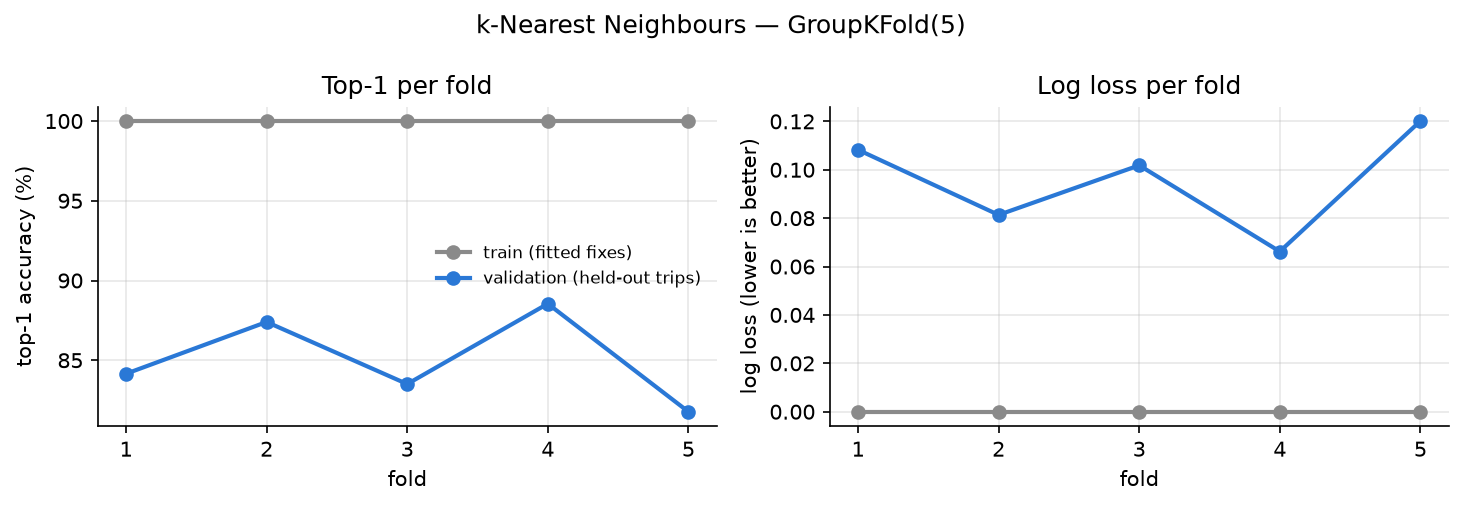 k-Nearest Neighbours — GroupKFold(5)
Top-1 per fold
top-1 accuracy (%)
100
95
90
85
train (fitted fixes)
validation (held-out trips)
1 2 3 4 5
fold
Log loss per fold
log loss (lower is better)
0.12
0.10
0.08
0.06
0.04
0.02
0.00
1 2 3 4 5
fold